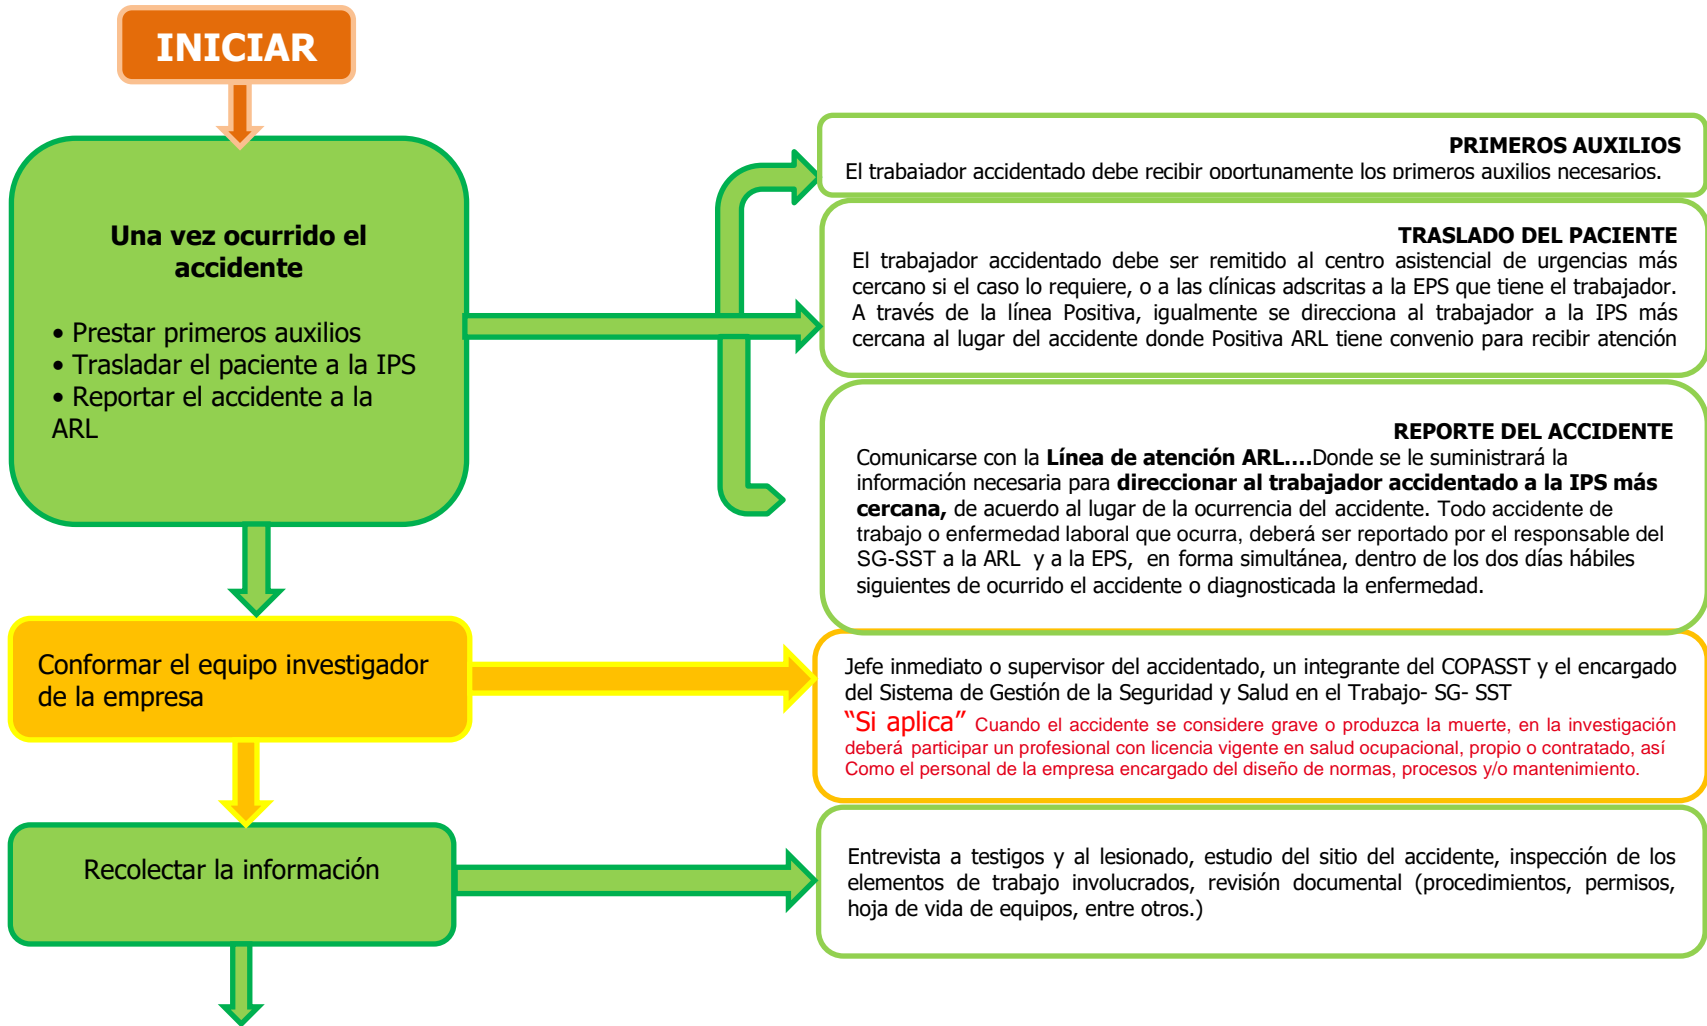 INICIAR
Una vez ocurrido el
accidente
• Prestar primeros auxilios
• Trasladar el paciente a la IPS
• Reportar el accidente a la
ARL
PRIMEROS AUXILIOS
El trabajador accidentado debe recibir oportunamente los primeros auxilios necesarios.
TRASLADO DEL PACIENTE
El trabajador accidentado debe ser remitido al centro asistencial de urgencias más
cercano si el caso lo requiere, o a las clínicas adscritas a la EPS que tiene el trabajador.
A través de la línea Positiva, igualmente se direcciona al trabajador a la IPS más
cercana al lugar del accidente donde Positiva ARL tiene convenio para recibir atención
REPORTE DEL ACCIDENTE
Comunicarse con la Línea de atención ARL....Donde se le suministrará la
información necesaria para direccionar al trabajador accidentado a la IPS más
cercana, de acuerdo al lugar de la ocurrencia del accidente. Todo accidente de
trabajo o enfermedad laboral que ocurra, deberá ser reportado por el responsable del
SG-SST a la ARL y a la EPS, en forma simultánea, dentro de los dos días hábiles
siguientes de ocurrido el accidente o diagnosticada la enfermedad.
Conformar el equipo investigador
de la empresa
Jefe inmediato o supervisor del accidentado, un integrante del COPASST y el encargado
del Sistema de Gestión de la Seguridad y Salud en el Trabajo- SG- SST
“Si aplica” Cuando el accidente se considere grave o produzca la muerte, en la investigación
deberá participar un profesional con licencia vigente en salud ocupacional, propio o contratado, así
Como el personal de la empresa encargado del diseño de normas, procesos y/o mantenimiento.
Recolectar la información
Entrevista a testigos y al lesionado, estudio del sitio del accidente, inspección de los
elementos de trabajo involucrados, revisión documental (procedimientos, permisos,
hoja de vida de equipos, entre otros.)